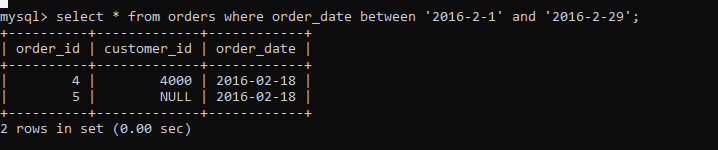 mysql> select * from orders where order_date between '2016-2-1' and '2016-2-29';
+----------+-------------+------------+
| order_id | customer_id | order_date |
+----------+-------------+------------+
|        4 |        4000 | 2016-02-18 |
|        5 |        NULL | 2016-02-18 |
+----------+-------------+------------+
2 rows in set (0.00 sec)